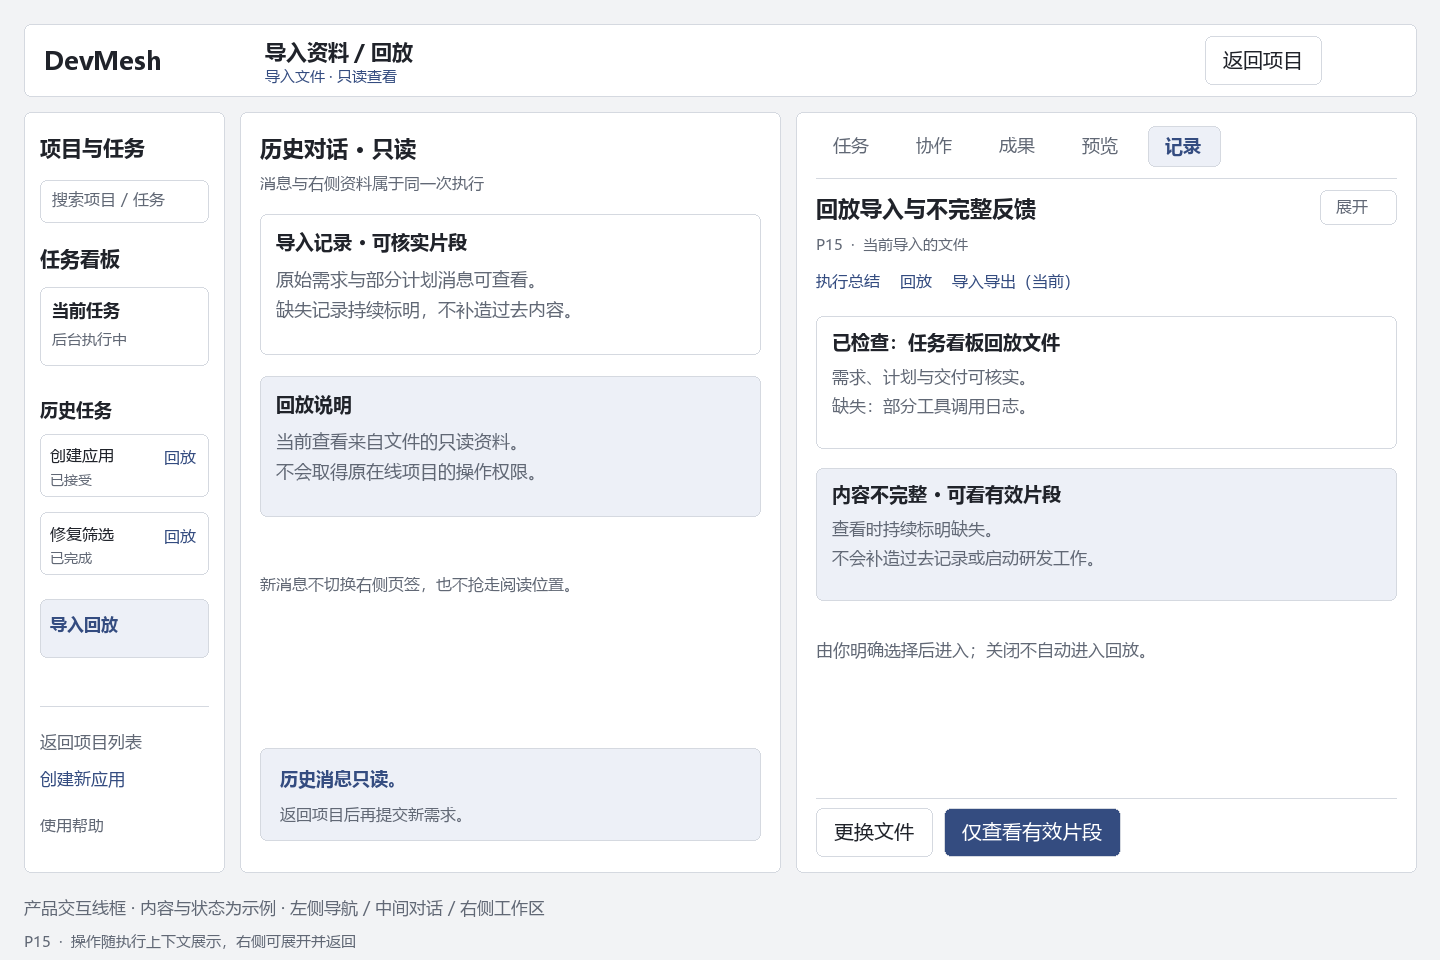 DevMesh
导入资料 / 回放
导入文件 · 只读查看
返回项目
项目与任务
搜索项目 / 任务
任务看板
当前任务
后台执行中
历史任务
创建应用
回放
已接受
修复筛选
回放
已完成
导入回放
返回项目列表
创建新应用
使用帮助
历史对话 · 只读
消息与右侧资料属于同一次执行
导入记录 · 可核实片段
原始需求与部分计划消息可查看。
缺失记录持续标明，不补造过去内容。
回放说明
当前查看来自文件的只读资料。
不会取得原在线项目的操作权限。
新消息不切换右侧页签，也不抢走阅读位置。
历史消息只读。
返回项目后再提交新需求。
任务 协作 成果 预览 记录
回放导入与不完整反馈
展开
P15 · 当前导入的文件
执行总结 回放 导入导出（当前）
已检查：任务看板回放文件
需求、计划与交付可核实。
缺失：部分工具调用日志。
内容不完整 · 可看有效片段
查看时持续标明缺失。
不会补造过去记录或启动研发工作。
由你明确选择后进入；关闭不自动进入回放。
更换文件
仅查看有效片段
产品交互线框 · 内容与状态为示例 · 左侧导航 / 中间对话 / 右侧工作区
P15 · 操作随执行上下文展示，右侧可展开并返回